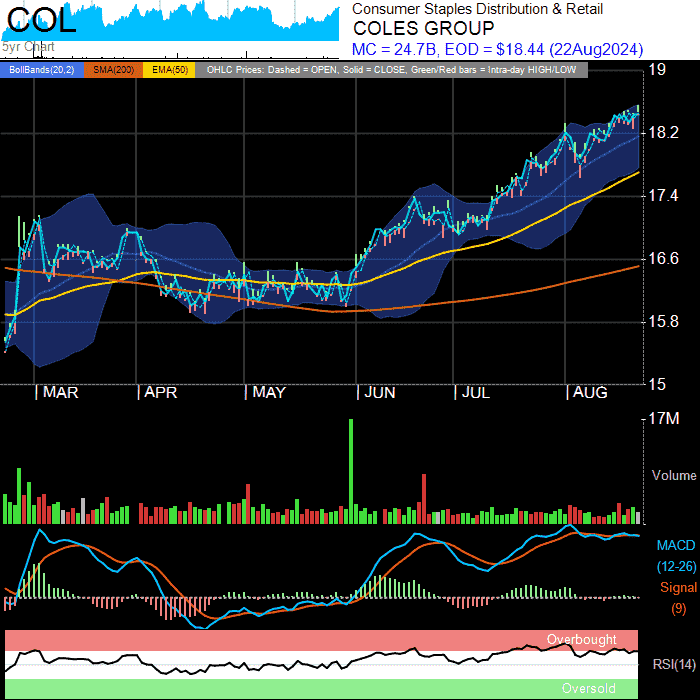 COL
5yr Chart
Consumer Staples Distribution & Retail
COLES GROUP
MC = 24.7B, EOD = $18.44 (22Aug2024)
BollBands(20,2) SMA(200) EMA(50) OHLC Prices: Dashed = OPEN, Solid = CLOSE, Green/Red bars = Intra-day HIGH/LOW
19
18.2
17.4
16.6
15.8
15
MAR APR MAY JUN JUL AUG
17M
Volume
MACD
(12-26)
Signal
(9)
Overbought
RSI(14)
Oversold